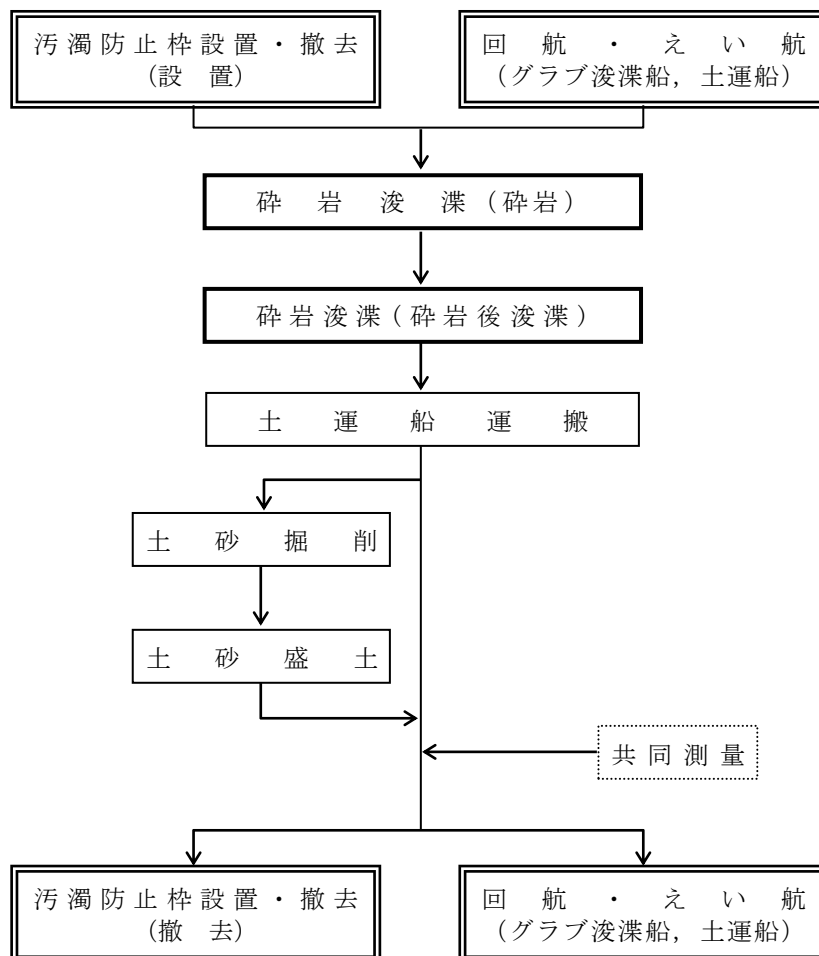 汚濁防止枠設置・撤去
(設 置)
回航・えい航
(グラブ浚渫船, 土運船)
砕岩浚渫(砕岩)
砕岩浚渫(砕岩後浚渫)
土運船運搬
土砂掘削
土砂盛土
共同測量
汚濁防止枠設置・撤去
(撤 去)
回航・えい航
(グラブ浚渫船, 土運船)